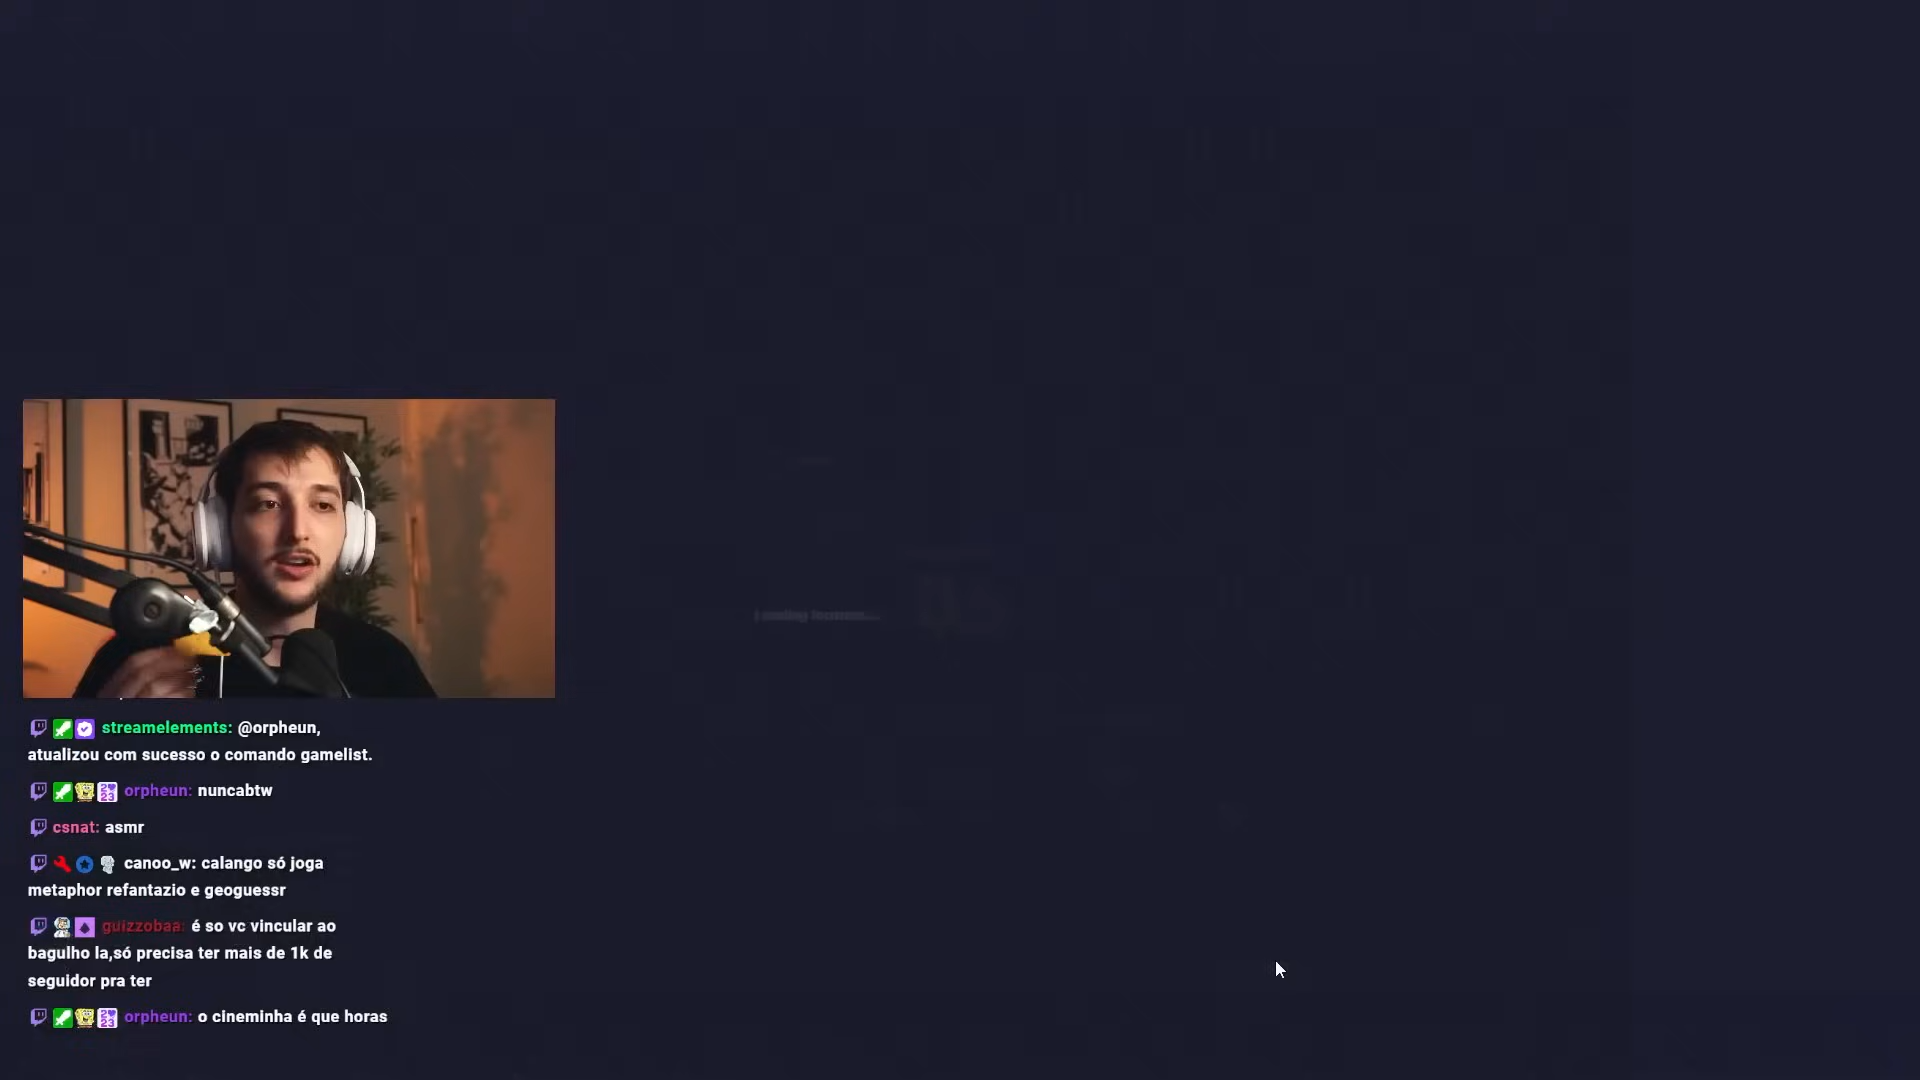 streamelements: @orpheun,
atualizou com sucesso o comando gamelist.
orpheun: nuncabtw
csnat: asmr
canoo_w: calango só joga
metaphor refantazio e geoguessr
guizzobaa: é so vc vincular ao
bagulho la,só precisa ter mais de 1k de
seguidor pra ter
orpheun: o cineminha é que horas